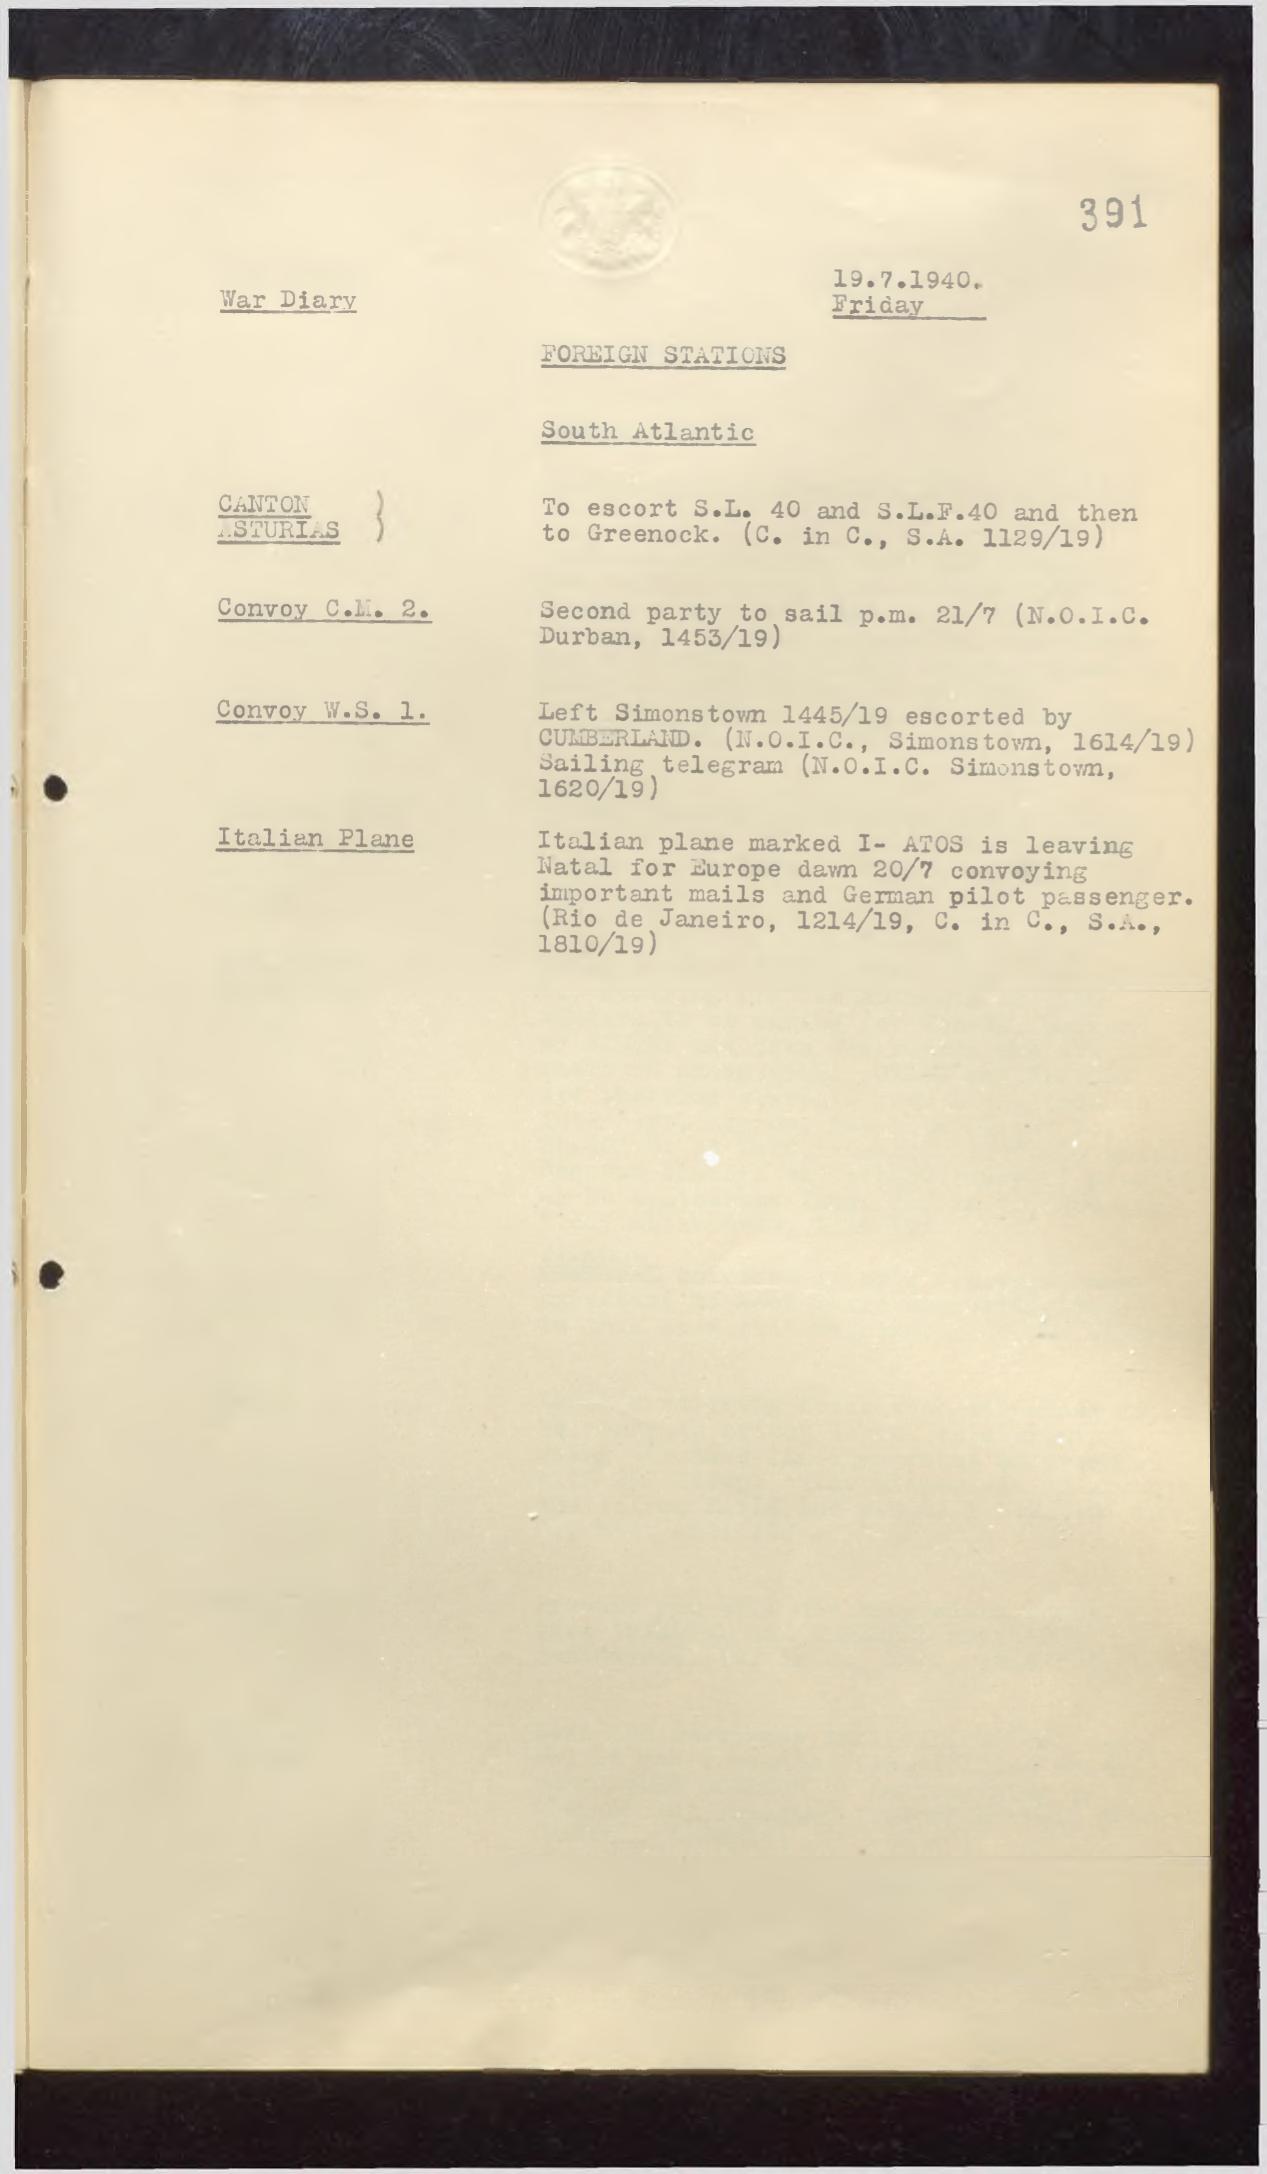 391
19.7.1940.
War Diary
Friday
FOREIGN STATIONS
South Atlantic
CANTON )
ASTURIAS )
To escort S.L. 40 and S.L.F.40 and then
to Greenock. (C. in C., S.A. 1129/19)
Convoy C.M. 2.
Second party to sail p.m. 21/7 (N.O.I.C.
Durban, 1453/19)
Convoy W.S. 1.
Left Simonstown 1445/19 escorted by
CUMBERLAND. (N.O.I.C., Simonstown, 1614/19)
Sailing telegram (N.O.I.C. Simonstown,
1620/19)
Italian Plane
Italian plane marked I- ATOS is leaving
Natal for Europe dawn 20/7 convoying
important mails and German pilot passenger.
(Rio de Janeiro, 1214/19, C. in C., S.A.,
1810/19)